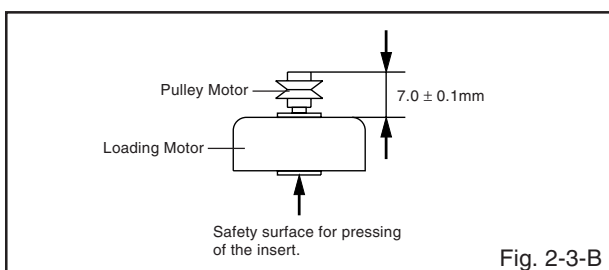 Pulley Motor
7.0 ± 0.1mm
Loading Motor
Safety surface for pressing
of the insert.
Fig. 2-3-B